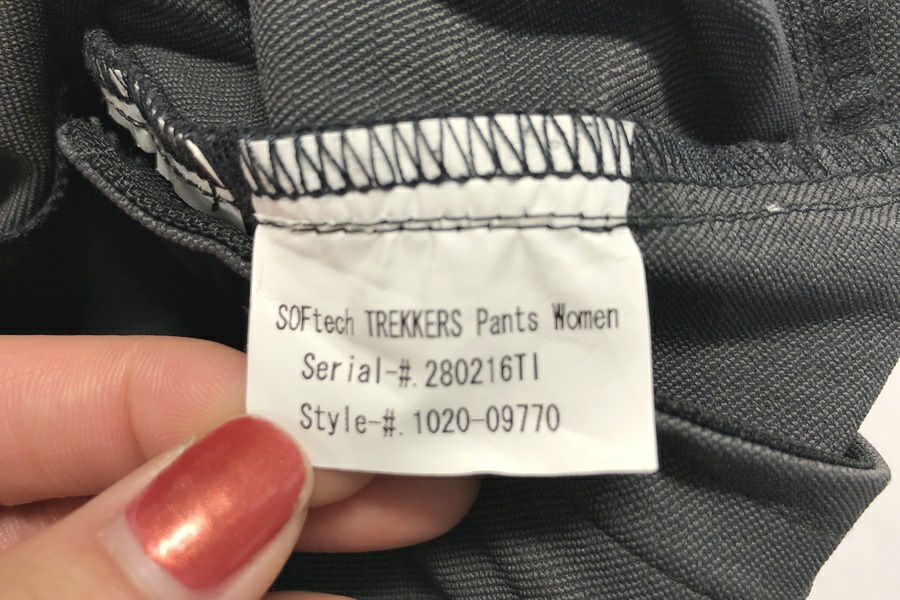 SOFtech TREKKERS Pants Women
Serial-#. 280216TI
Style-#. 1020-09770